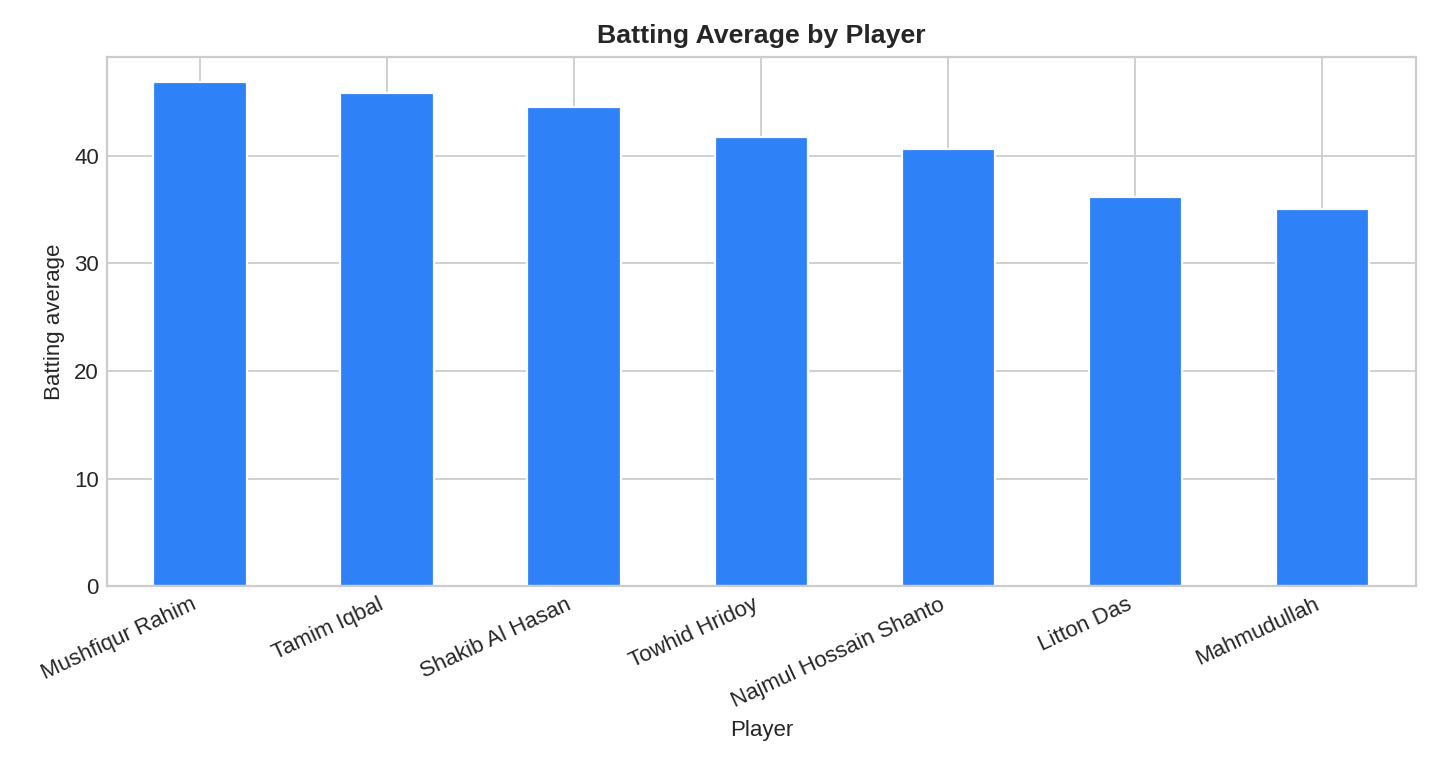 Batting Average by Player
Batting average
40
30
20
10
0
Mushfiqur Rahim
Tamim Iqbal
Shakib Al Hasan
Towhid Hridoy
Najmul Hossain Shanto
Litton Das
Mahmudullah
Player